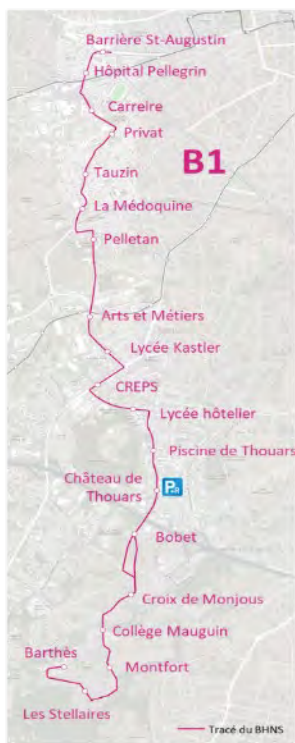 Barrière St-Augustin
Hôpital Pellegrin
Carreire
Privat
B1
Tauzin
La Médoquine
Pelletan
Arts et Métiers
Lycée Kastler
CREPS
Lycée hôtelier
Piscine de Thouars
Château de
Thouars
P+R
Bobet
Croix de Monjous
Collège Mauguin
Barthès
Montfort
Les Stellaires
Tracé du BHNS